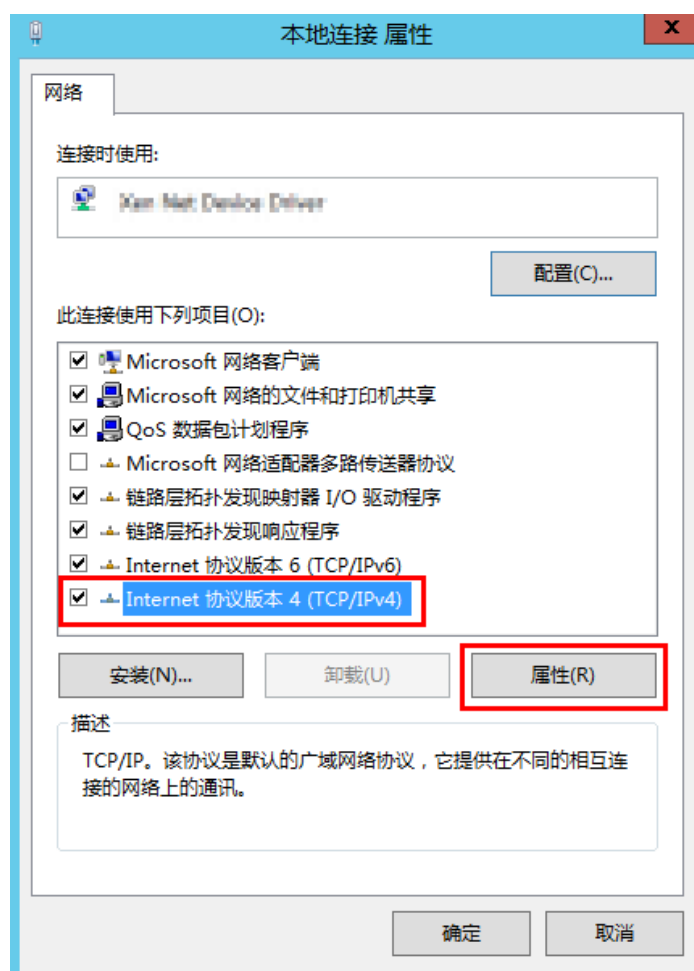 本地连接 属性
x
网络
连接时使用:
Xen Net Device Driver
配置(C)...
此连接使用下列项目(O):
Microsoft 网络客户端
Microsoft 网络的文件和打印机共享
QoS 数据包计划程序
Microsoft 网络适配器多路传送器协议
链路层拓扑发现映射器 I/O 驱动程序
链路层拓扑发现响应程序
Internet 协议版本 6 (TCP/IPv6)
Internet 协议版本 4 (TCP/IPv4)
安装(N)... 卸载(U) 属性(R)
描述
TCP/IP。该协议是默认的广域网络协议，它提供在不同的相互连
接的网络上的通讯。
确定 取消